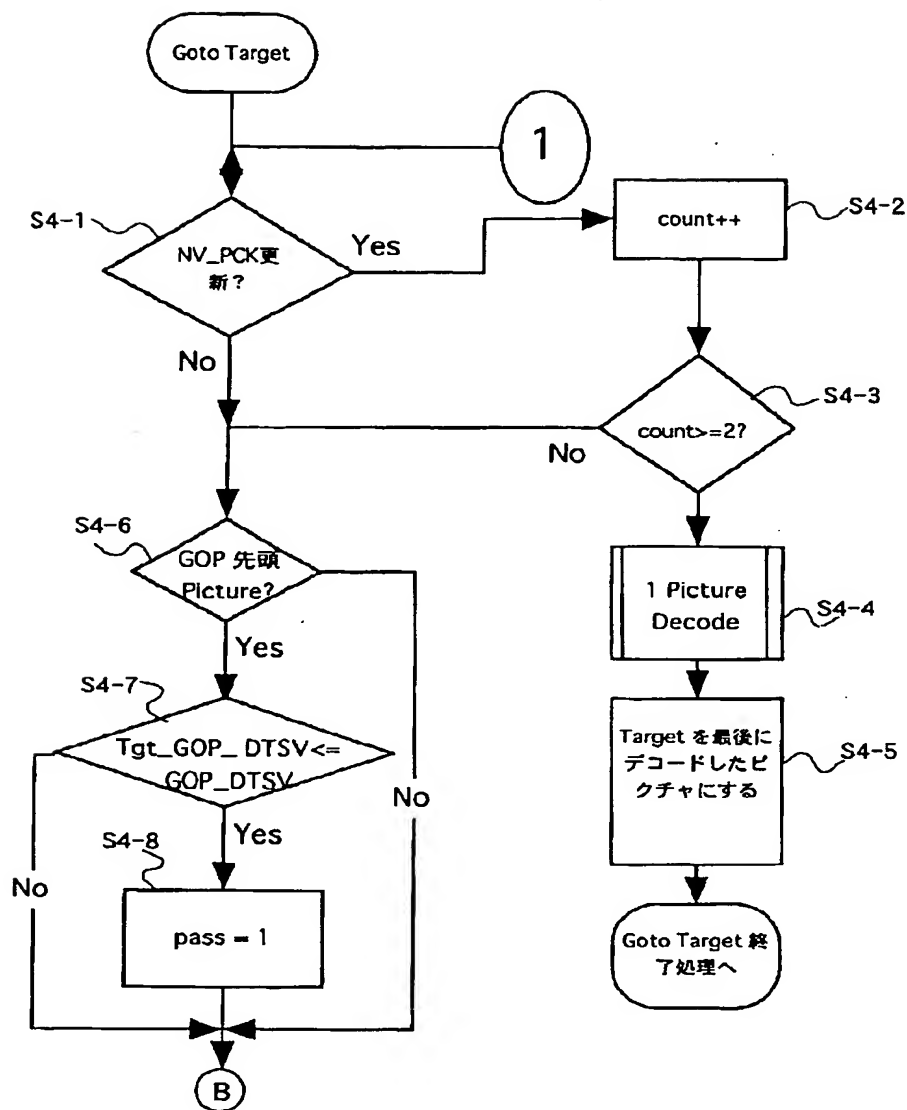 Goto Target
1
S4-1
NV_PCK更
新？
Yes
No
count++
S4-2
S4-3
count>=2?
No
S4-6
GOP 先頭
Picture?
Yes
No
1 Picture
Decode
S4-4
S4-7
Tgt_GOP_ DTSV<=
GOP_DTSV
Yes
No
Target を最後に
デコードしたピ
クチャにする
S4-5
S4-8
pass = 1
Goto Target 終
了処理へ
B